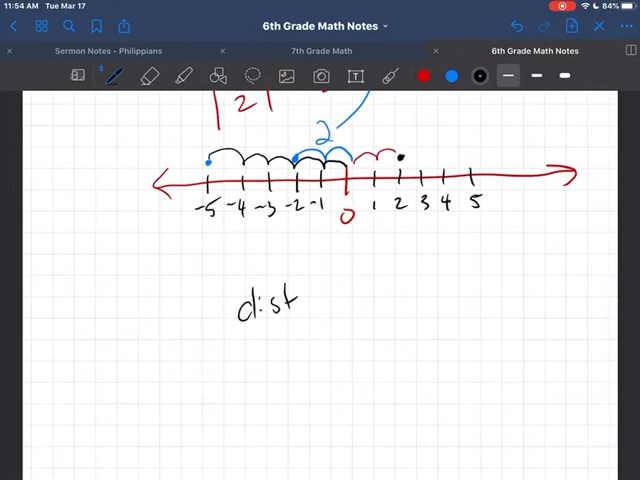 11:54 AM Tue Mar 17 84%
6th Grade Math Notes
Sermon Notes - Philippians 7th Grade Math 6th Grade Math Notes
|2|
2
-5 -4 -3 -2 -1 0 1 2 3 4 5
dist